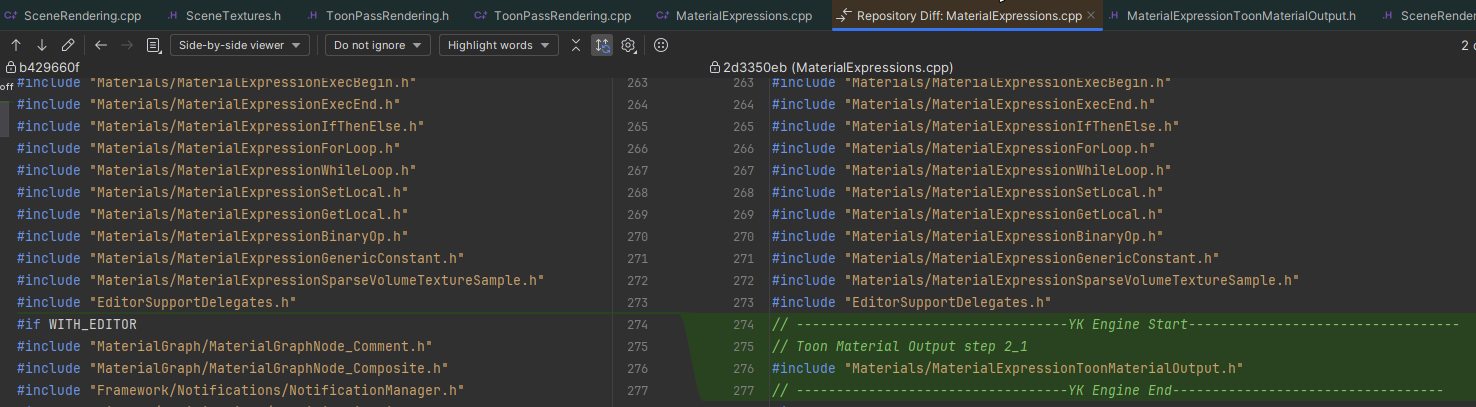 SceneRendering.cpp
SceneTextures.h
ToonPassRendering.h
ToonPassRendering.cpp
MaterialExpressions.cpp
Repository Diff: MaterialExpressions.cpp
MaterialExpressionToonMaterialOutput.h
SceneRender
Side-by-side viewer
Do not ignore
Highlight words
2 d
b429660f
2d3350eb (MaterialExpressions.cpp)
off
#include "Materials/MaterialExpressionExecBegin.h" 263
#include "Materials/MaterialExpressionExecEnd.h" 264
#include "Materials/MaterialExpressionIfThenElse.h" 265
#include "Materials/MaterialExpressionForLoop.h" 266
#include "Materials/MaterialExpressionWhileLoop.h" 267
#include "Materials/MaterialExpressionSetLocal.h" 268
#include "Materials/MaterialExpressionGetLocal.h" 269
#include "Materials/MaterialExpressionBinaryOp.h" 270
#include "Materials/MaterialExpressionGenericConstant.h" 271
#include "Materials/MaterialExpressionSparseVolumeTextureSample.h" 272
#include "EditorSupportDelegates.h" 273
#if WITH_EDITOR 274
#include "MaterialGraph/MaterialGraphNode_Comment.h" 275
#include "MaterialGraph/MaterialGraphNode_Composite.h" 276
#include "Framework/Notifications/NotificationManager.h" 277
263 #include "Materials/MaterialExpressionExecBegin.h"
264 #include "Materials/MaterialExpressionExecEnd.h"
265 #include "Materials/MaterialExpressionIfThenElse.h"
266 #include "Materials/MaterialExpressionForLoop.h"
267 #include "Materials/MaterialExpressionWhileLoop.h"
268 #include "Materials/MaterialExpressionSetLocal.h"
269 #include "Materials/MaterialExpressionGetLocal.h"
270 #include "Materials/MaterialExpressionBinaryOp.h"
271 #include "Materials/MaterialExpressionGenericConstant.h"
272 #include "Materials/MaterialExpressionSparseVolumeTextureSample.h"
273 #include "EditorSupportDelegates.h"
274 // ----------------------------------YK Engine Start----------------------------------
275 // Toon Material Output step 2_1
276 #include "Materials/MaterialExpressionToonMaterialOutput.h"
277 // ----------------------------------YK Engine End----------------------------------